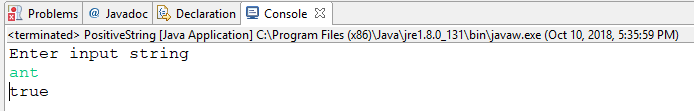 Problems @ Javadoc Declaration Console
<terminated> PositiveString [Java Application] C:\Program Files (x86)\Java\jre1.8.0_131\bin\javaw.exe (Oct 10, 2018, 5:35:59 PM)
Enter input string
ant
true